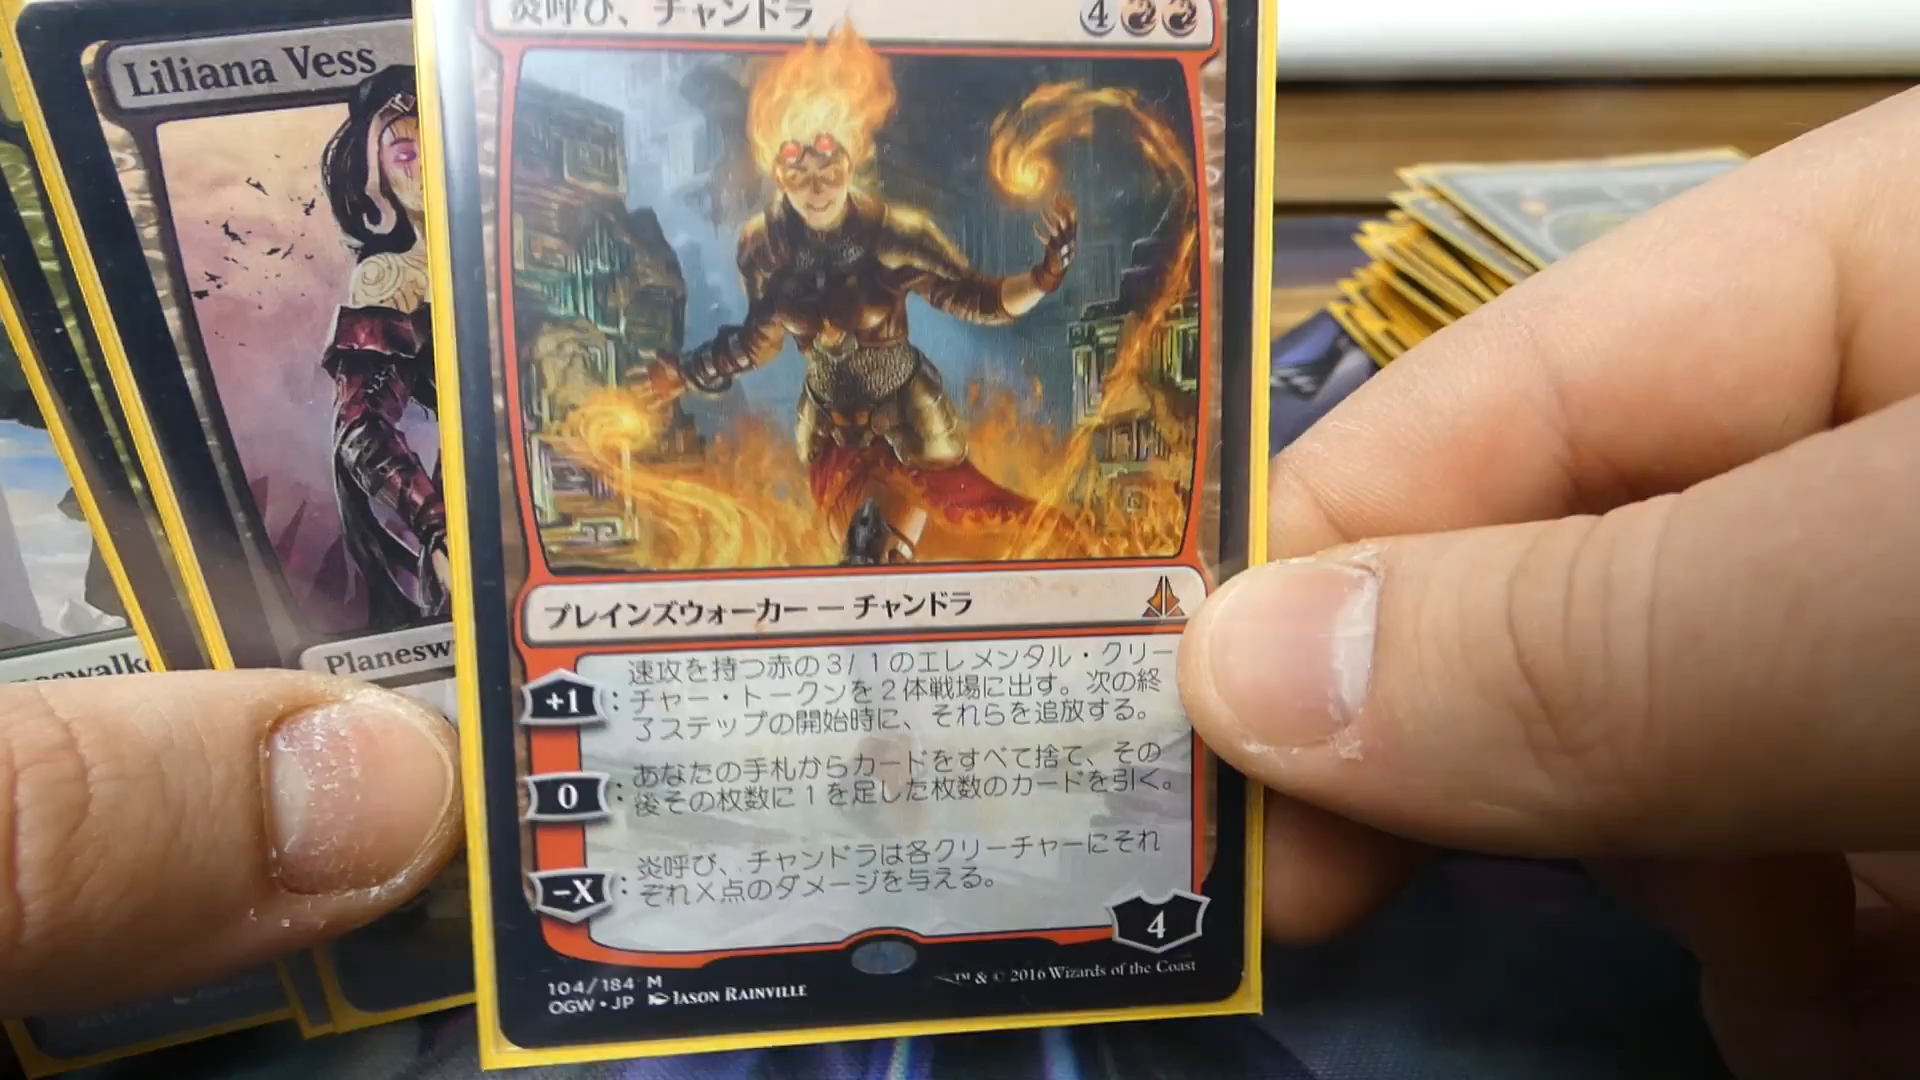 Liliana Vess
Planesw
eswalk
炎呼び、チャンドラ
4
プレインズウォーカー — チャンドラ
+1
:
速攻を持つ赤の3/1のエレメンタル・クリー
チャー・トークンを2体戦場に出す。次の終
了ステップの開始時に、それらを追放する。
0
:
あなたの手札からカードをすべて捨て、その
後その枚数に1を足した枚数のカードを引く。
-X
:
炎呼び、チャンドラは各クリーチャーにそれ
ぞれX点のダメージを与える。
4
104/184 M
OGW • JP JASON RAINVILLE
™ & © 2016 Wizards of the Coast